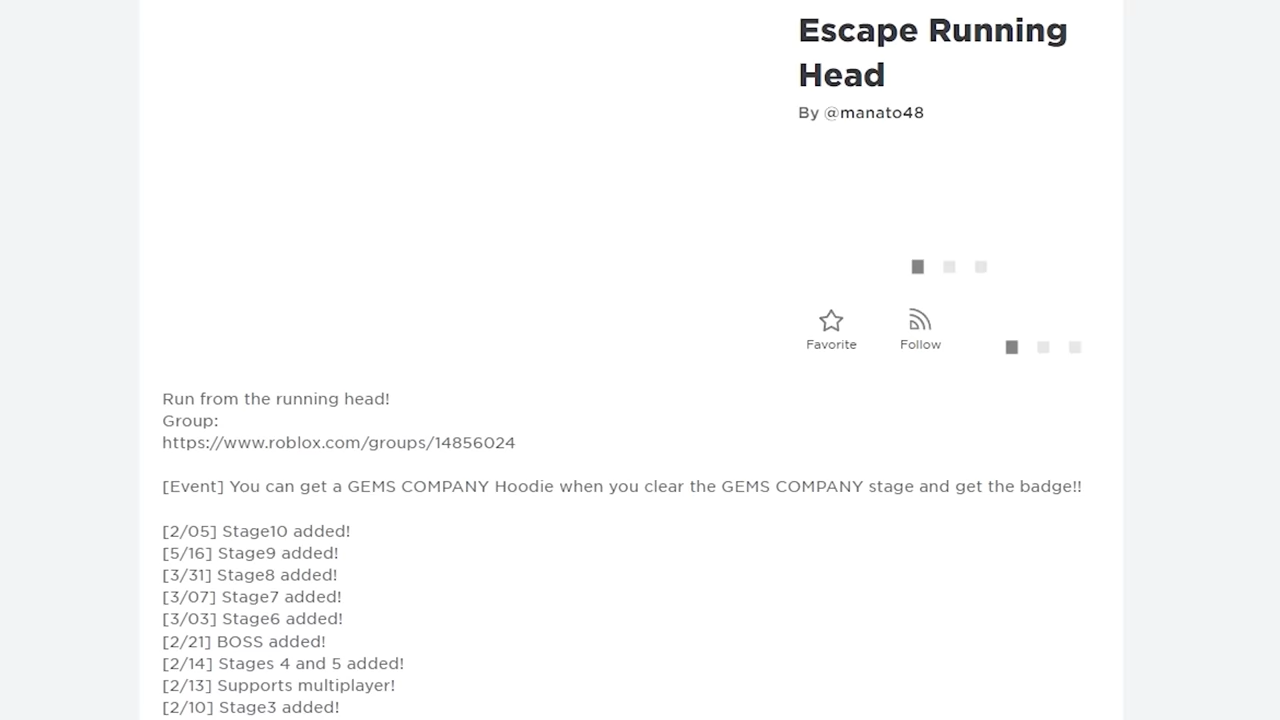 Escape Running
Head
By @manato48
Favorite
Follow
Run from the running head!
Group:
https://www.roblox.com/groups/14856024
[Event] You can get a GEMS COMPANY Hoodie when you clear the GEMS COMPANY stage and get the badge!!
[2/05] Stage10 added!
[5/16] Stage9 added!
[3/31] Stage8 added!
[3/07] Stage7 added!
[3/03] Stage6 added!
[2/21] BOSS added!
[2/14] Stages 4 and 5 added!
[2/13] Supports multiplayer!
[2/10] Stage3 added!